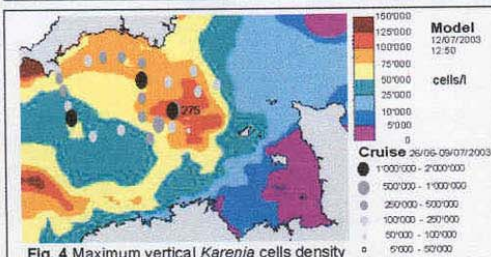 275
150'000
125'000
100'000
75'000
50'000
25'000
10'000
5'000
0
Model
12/07/2003
12:50
cells/l
Cruise 26/06-09/07/2003
1'000'000 - 2'000'000
500'000 - 1'000'000
250'000 - 500'000
100'000 - 250'000
50'000 - 100'000
5'000 - 50'000
Fig. 4 Maximum vertical Karenia cells density